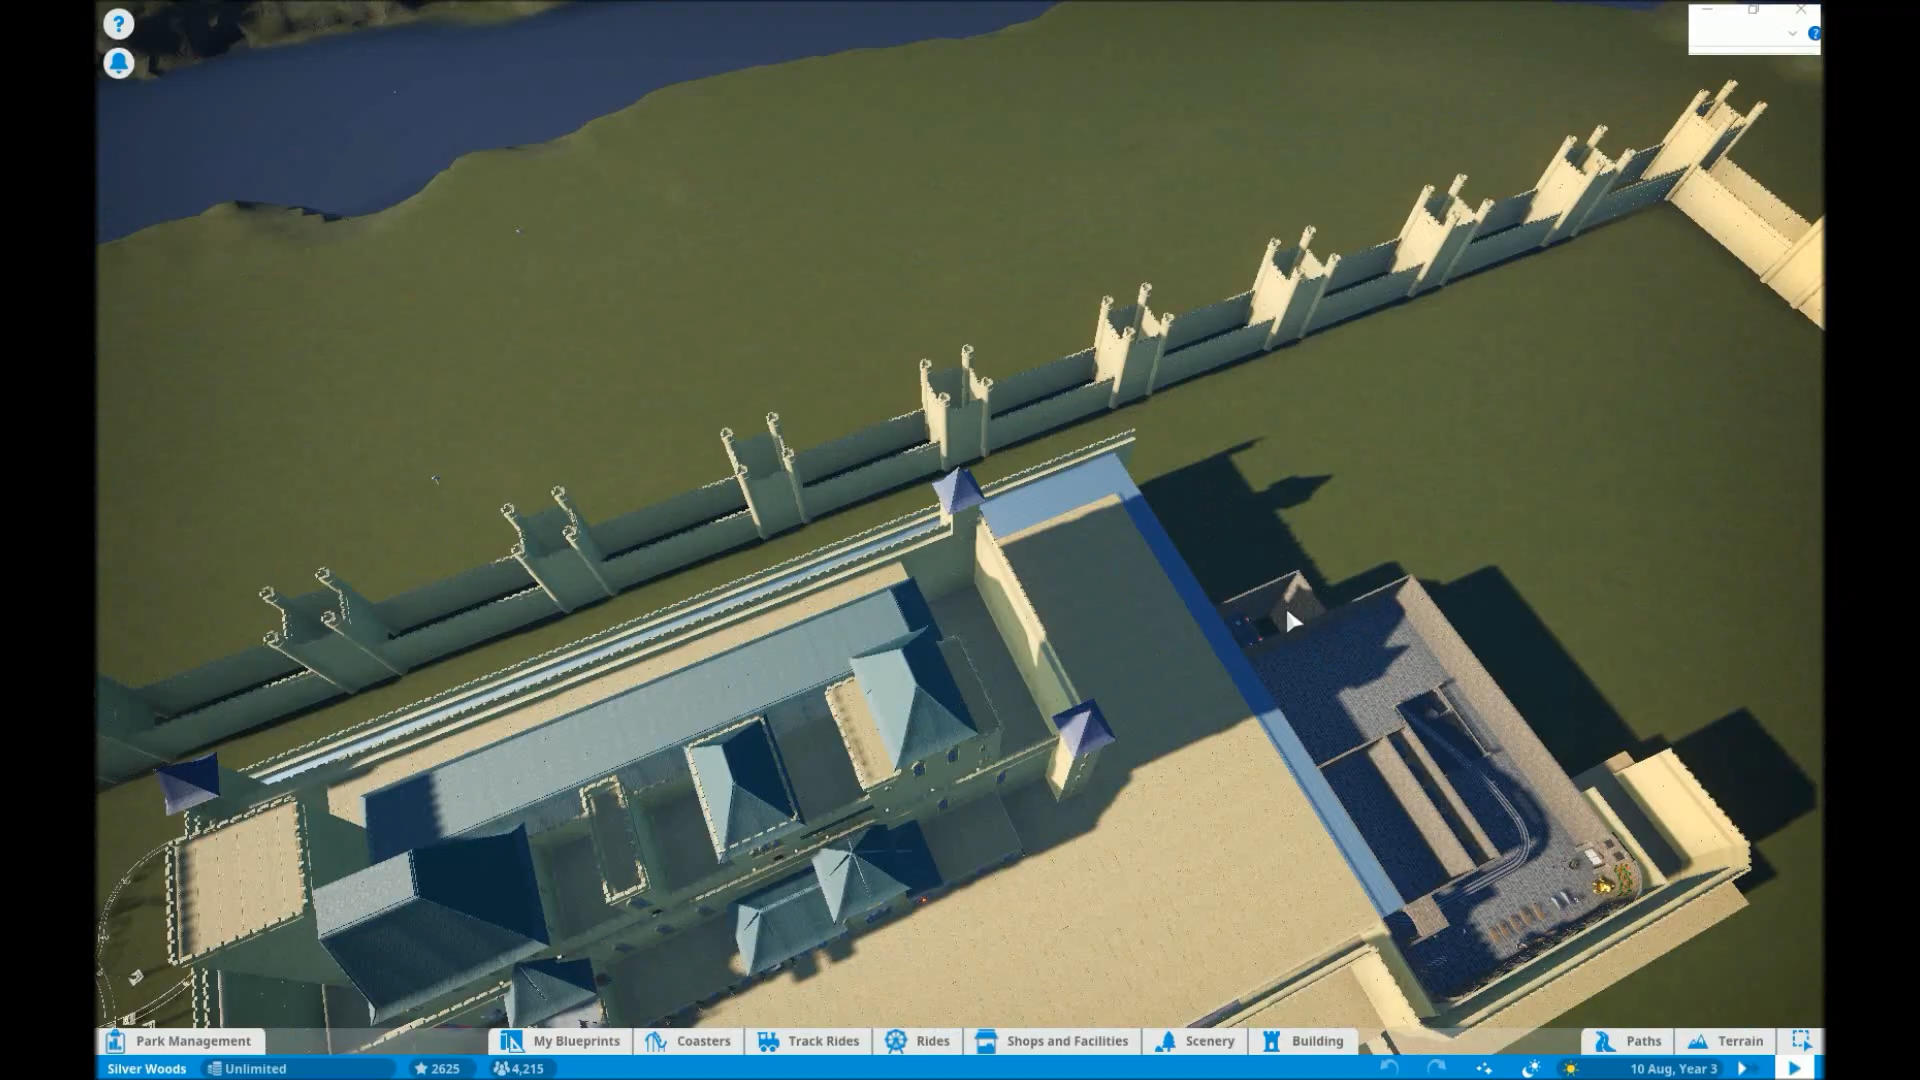 ?
?
Park Management
My Blueprints
Coasters
Track Rides
Rides
Shops and Facilities
Scenery
Building
Paths
Terrain
Silver Woods
Unlimited
2625
4,215
10 Aug, Year 3